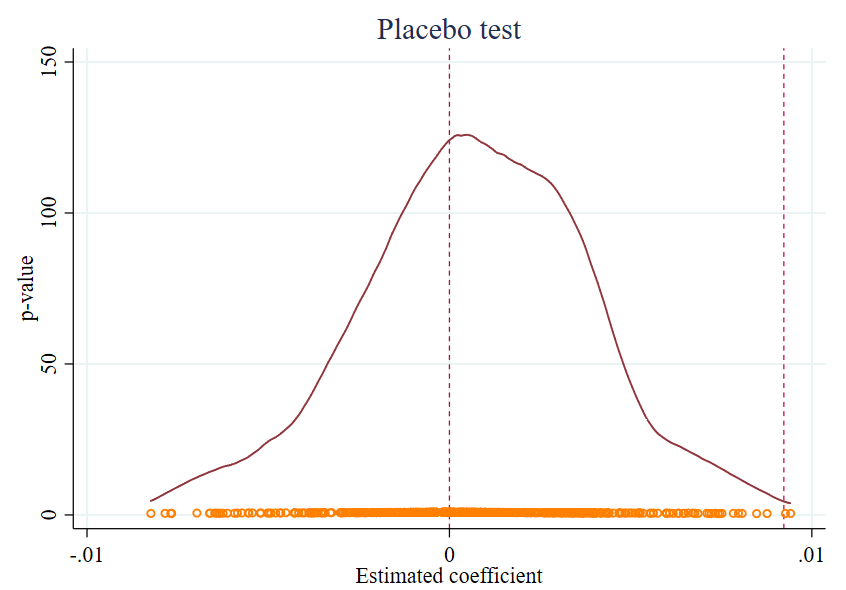 Placebo test
150
100
50
0
p-value
-.01
0
.01
Estimated coefficient